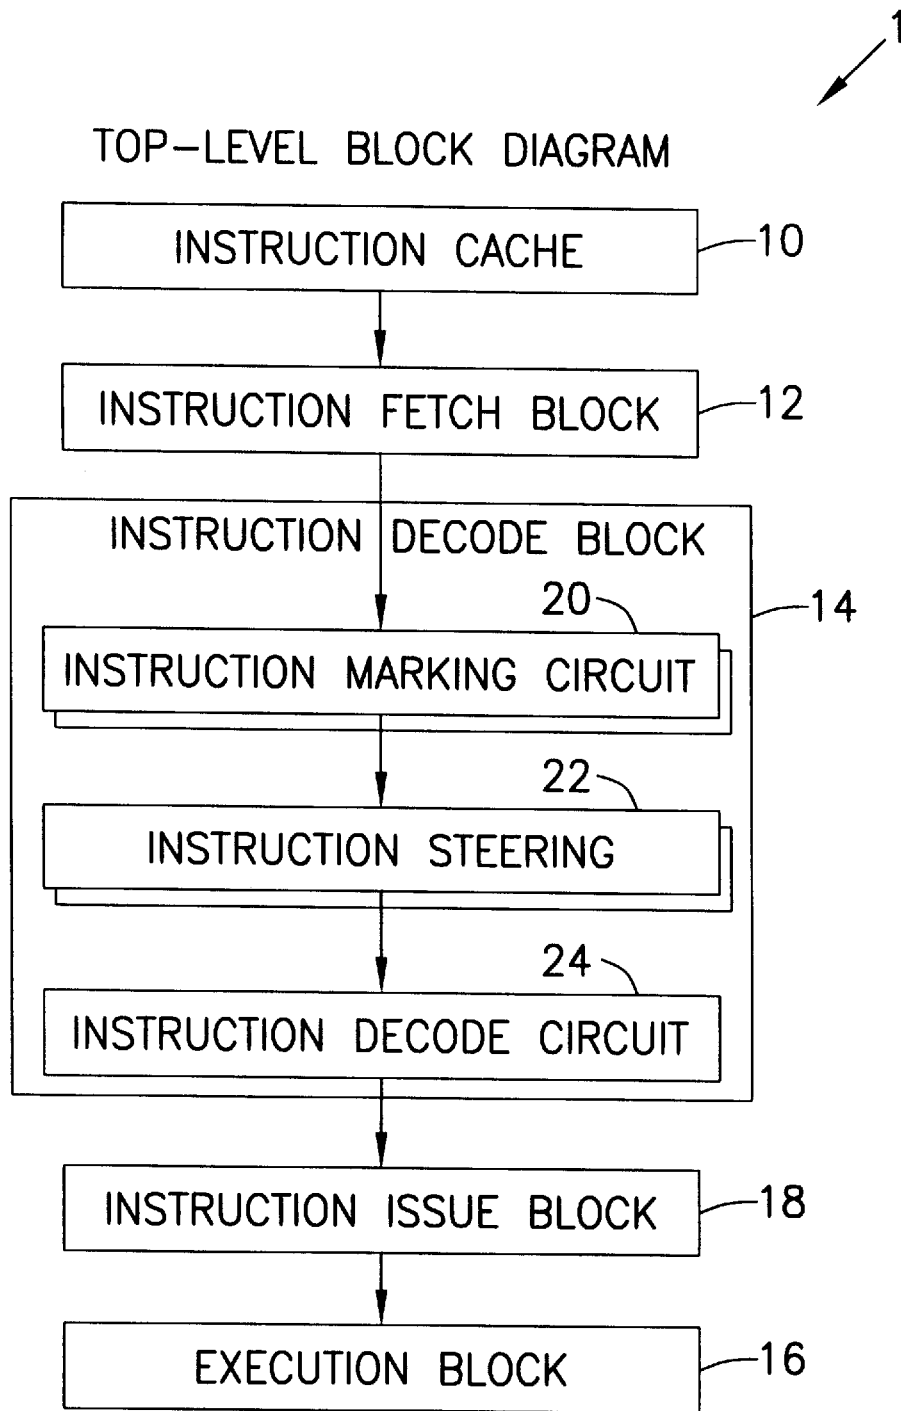 1
TOP-LEVEL BLOCK DIAGRAM
INSTRUCTION CACHE
10
INSTRUCTION FETCH BLOCK
12
INSTRUCTION DECODE BLOCK
14
20
INSTRUCTION MARKING CIRCUIT
22
INSTRUCTION STEERING
24
INSTRUCTION DECODE CIRCUIT
INSTRUCTION ISSUE BLOCK
18
EXECUTION BLOCK
16